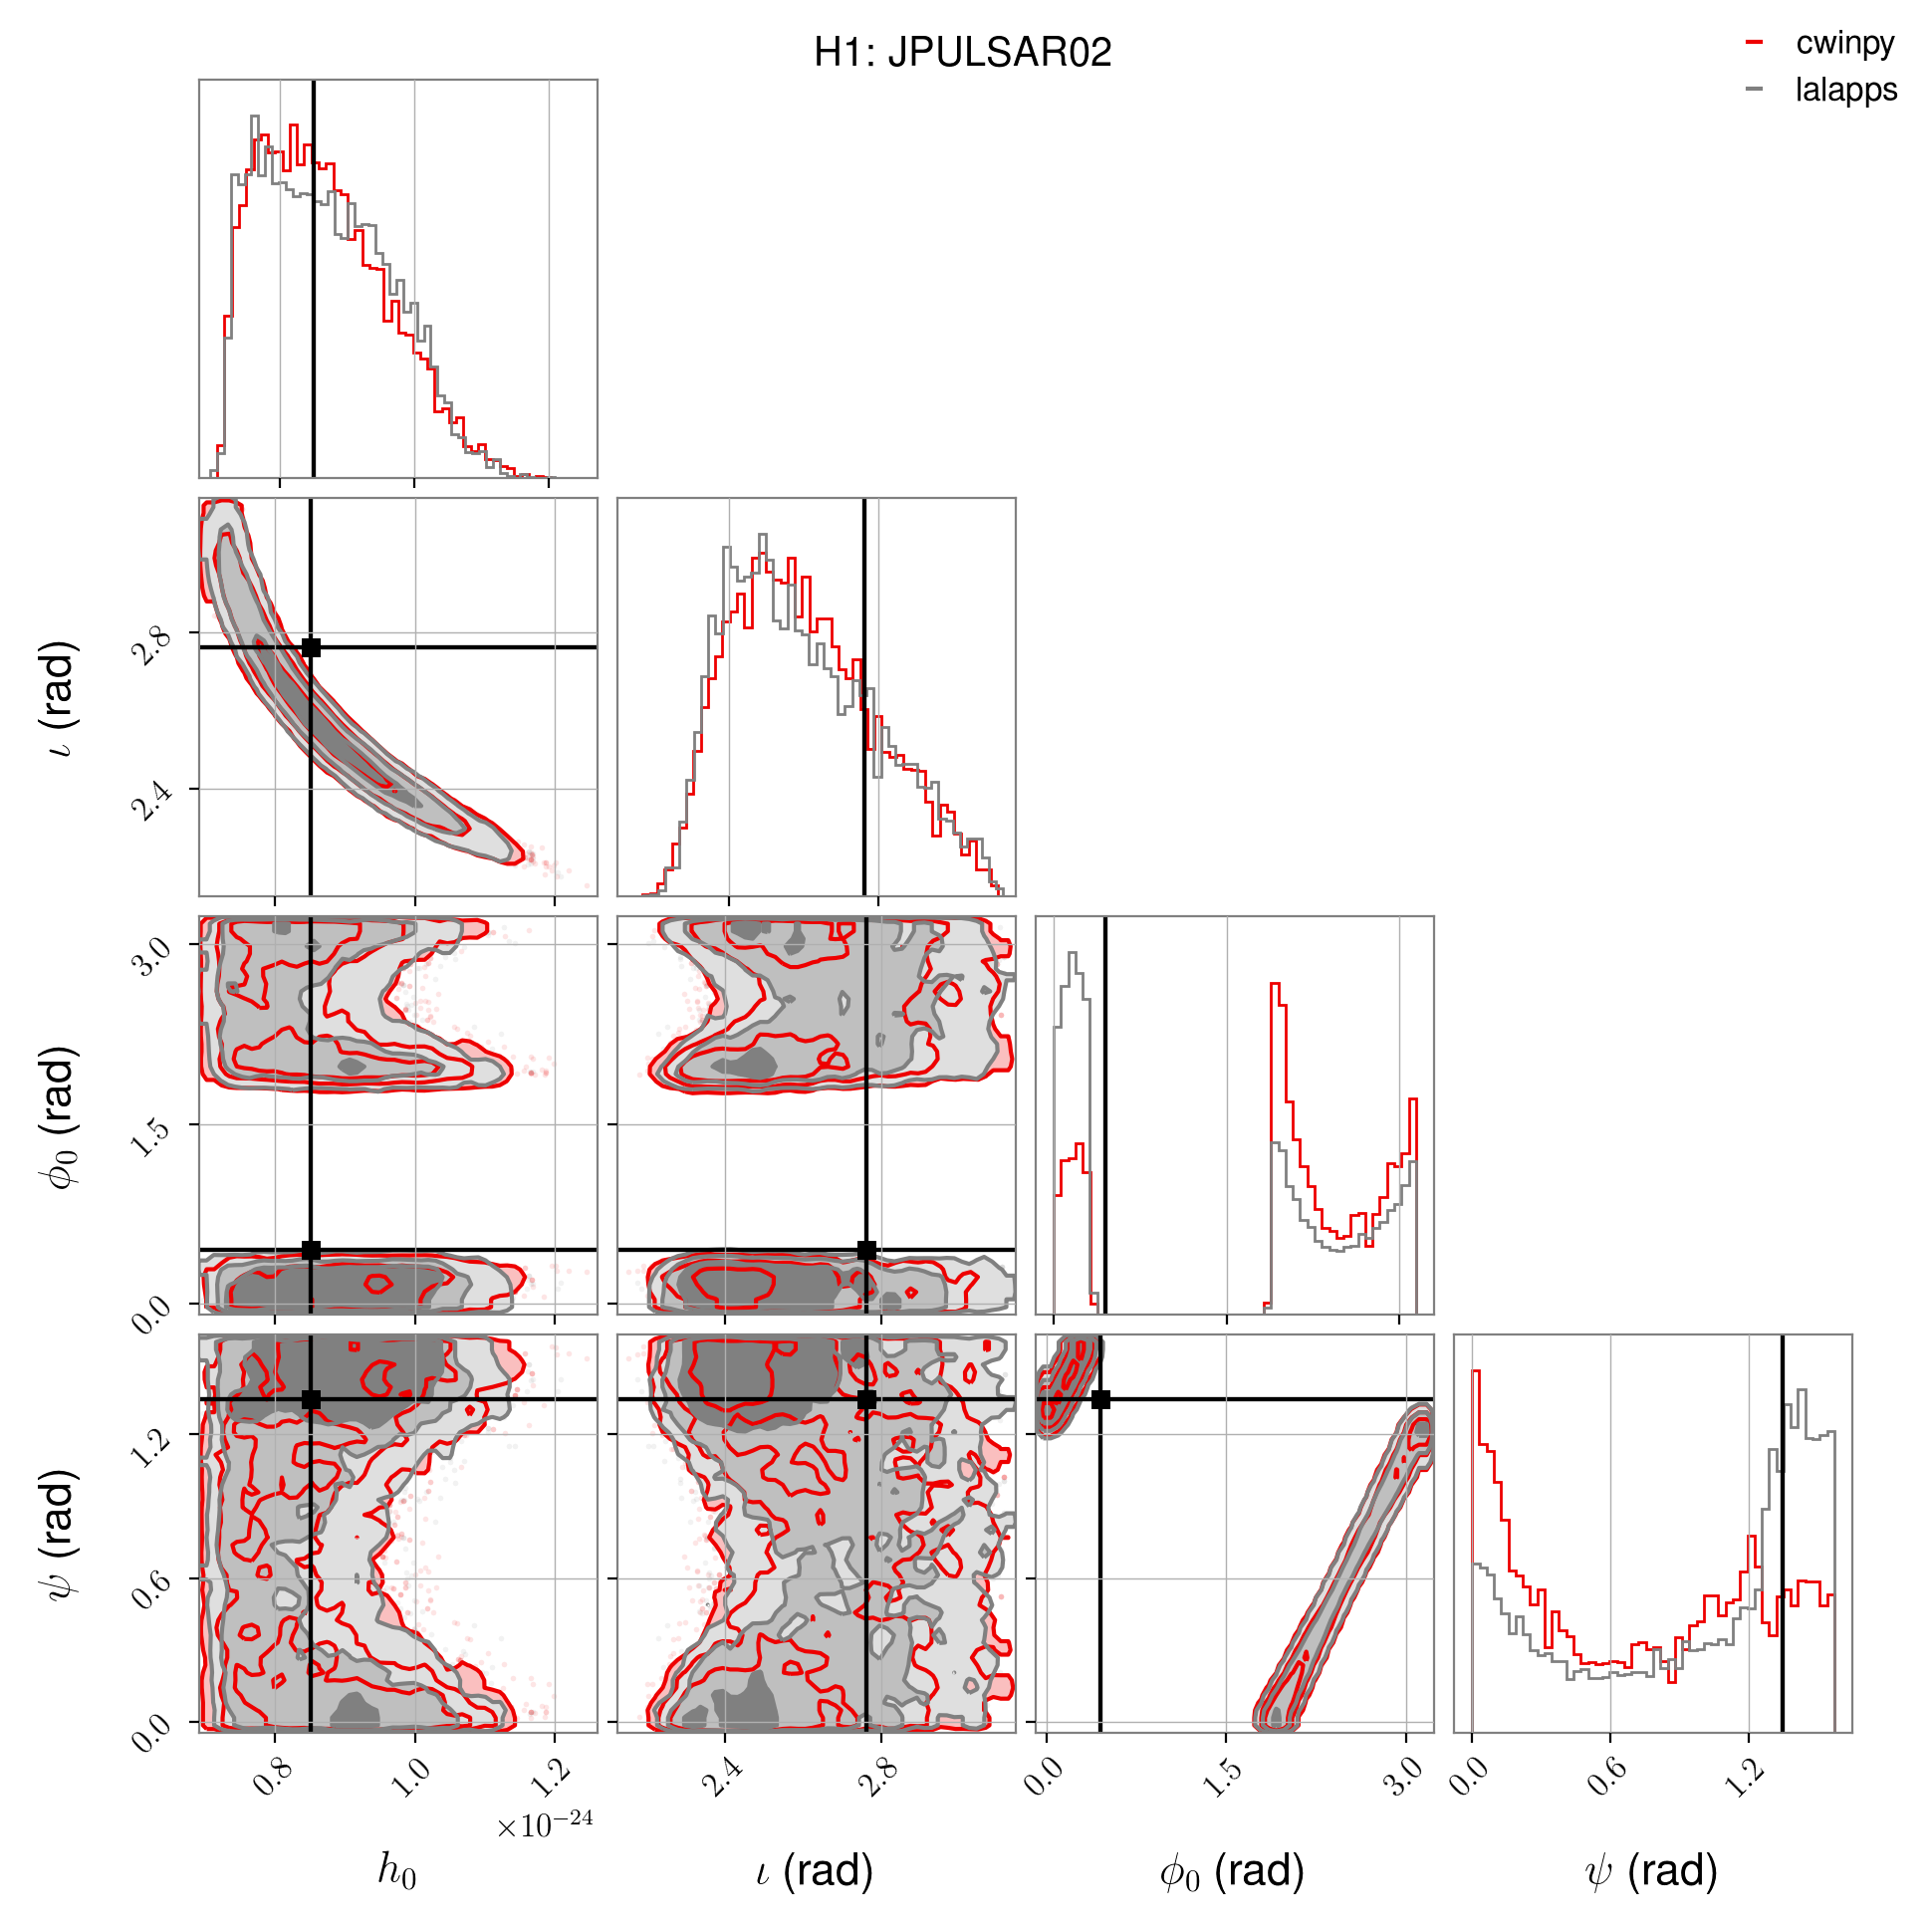 H1: JPULSAR02
cwinpy
lalapps
ι (rad)
2.8
2.4
ϕ₀ (rad)
3.0
1.5
0.0
ψ (rad)
1.2
0.6
0.0
0.8 1.0 1.2
×10⁻²⁴
h₀
2.4 2.8
ι (rad)
0.0 1.5 3.0
ϕ₀ (rad)
0.0 0.6 1.2
ψ (rad)